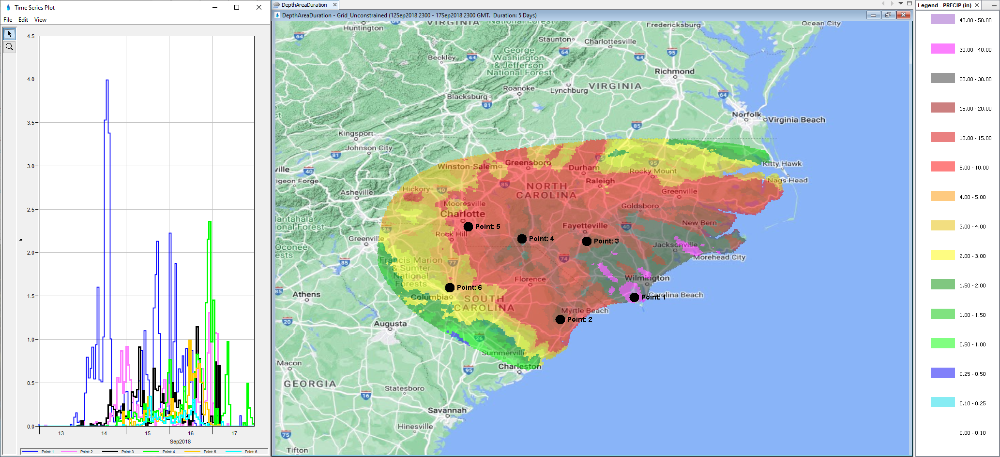 Time Series Plot
File Edit View
4.5
4.0
3.5
3.0
2.5
2.0
1.5
1.0
0.5
0.0
13 14 15 16 17
Sep2018
Point: 1 Point: 2 Point: 3 Point: 4 Point: 5 Point: 6
DepthAreaDuration
DepthAreaDuration - Grid_Unconstrained (12Sep2018 2300 - 17Sep2018 2300 GMT. Duration: 5 Days)
VIRGINIA
National Forest
Huntington
Fredericksburg
Ocean City
64
Staunton
Charlottesville
George
Washington
& Jefferson
National Forest
64
95
Beckley
64
64
Richmond
Roanoke
Lynchburg
VIRGINIA
Blacksburg
81
64
Norfolk
Virginia Beach
85
Kingsport
Johnson City
81
85
95
Kitty Hawk
Greensboro
Winston-Salem
Durham
Rocky Mount
ville
40
igeon Forge
Nags Head
Raleigh
85
NORTH
CAROLINA
Hickory
40
Greenville
Asheville
Mooresville
Charlotte
Goldsboro
lantahala
onal Forest
26
Point: 5
Fayetteville
40
New Bern
Rock Hill
Greenville
Point: 4
Point: 3
Jacksonville
Oconee
ests
85
Francis Marion
& Sumter
National
Forests
77
74
Morehead City
Florence
Wilmington
85
Athens
Point: 6
Columbia
SOUTH
CAROLINA
Carolina Beach
Point: 1
Myrtle Beach
Point: 2
20
Augusta
26
Summerville
Charleston
Macon
95
GEORGIA
Statesboro
16
Savannah
Hinesville
75
Tifton
Legend - PRECIP (in)
40.00 - 50.00
30.00 - 40.00
20.00 - 30.00
15.00 - 20.00
10.00 - 15.00
5.00 - 10.00
4.00 - 5.00
3.00 - 4.00
2.00 - 3.00
1.50 - 2.00
1.00 - 1.50
0.50 - 1.00
0.25 - 0.50
0.10 - 0.25
0.00 - 0.10